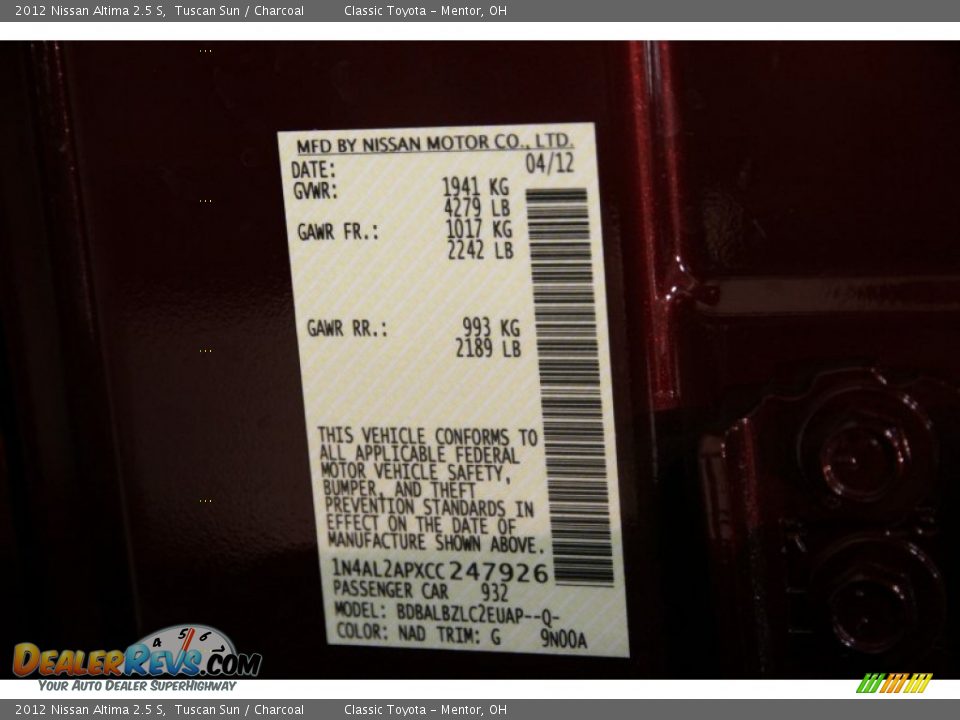 2012 Nissan Altima 2.5 S, Tuscan Sun / Charcoal Classic Toyota - Mentor, OH
MFD BY NISSAN MOTOR CO., LTD.
DATE: 04/12
GVWR: 1941 KG
4279 LB
GAWR FR.: 1017 KG
2242 LB
GAWR RR.: 993 KG
2189 LB
THIS VEHICLE CONFORMS TO
ALL APPLICABLE FEDERAL
MOTOR VEHICLE SAFETY,
BUMPER, AND THEFT
PREVENTION STANDARDS IN
EFFECT ON THE DATE OF
MANUFACTURE SHOWN ABOVE.
1N4AL2APXCC247926
PASSENGER CAR 932
MODEL: BDBALBZLC2EUAP--Q-
COLOR: NAD TRIM: G 9N00A
4 5 6
DEALERREVS.COM
YOUR AUTO DEALER SUPERHIGHWAY
2012 Nissan Altima 2.5 S, Tuscan Sun / Charcoal Classic Toyota - Mentor, OH